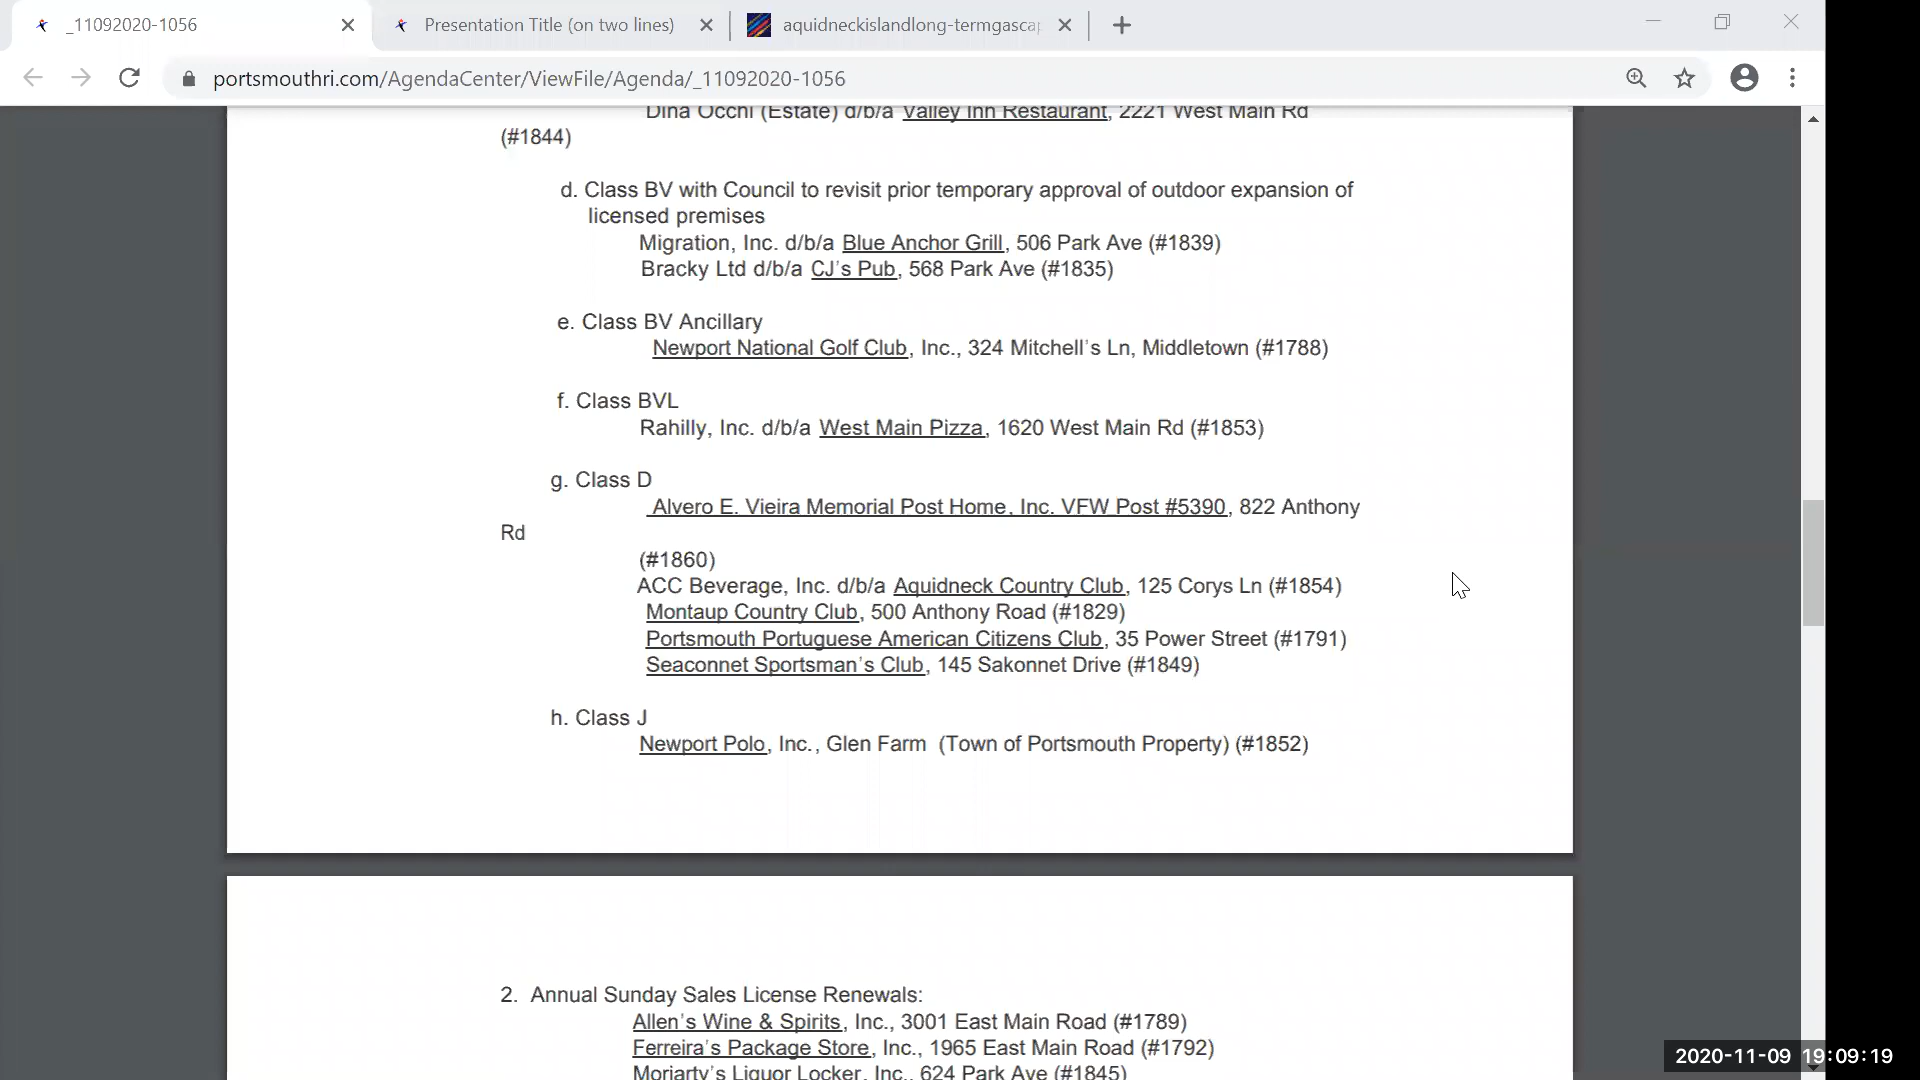 _11092020-1056
Presentation Title (on two lines)
aquidneckislandlong-termgascap
portsmouthri.com/AgendaCenter/ViewFile/Agenda/_11092020-1056
Dina Occhi (Estate) d/b/a Valley Inn Restaurant, 2221 West Main Rd
(#1844)
d. Class BV with Council to revisit prior temporary approval of outdoor expansion of
licensed premises
Migration, Inc. d/b/a Blue Anchor Grill, 506 Park Ave (#1839)
Bracky Ltd d/b/a CJ's Pub, 568 Park Ave (#1835)
e. Class BV Ancillary
Newport National Golf Club, Inc., 324 Mitchell's Ln, Middletown (#1788)
f. Class BVL
Rahilly, Inc. d/b/a West Main Pizza, 1620 West Main Rd (#1853)
g. Class D
Alvero E. Vieira Memorial Post Home, Inc. VFW Post #5390, 822 Anthony
Rd
(#1860)
ACC Beverage, Inc. d/b/a Aquidneck Country Club, 125 Corys Ln (#1854)
Montaup Country Club, 500 Anthony Road (#1829)
Portsmouth Portuguese American Citizens Club, 35 Power Street (#1791)
Seaconnet Sportsman's Club, 145 Sakonnet Drive (#1849)
h. Class J
Newport Polo, Inc., Glen Farm (Town of Portsmouth Property) (#1852)
2. Annual Sunday Sales License Renewals:
Allen's Wine & Spirits, Inc., 3001 East Main Road (#1789)
Ferreira's Package Store, Inc., 1965 East Main Road (#1792)
Moriarty's Liquor Locker, Inc., 624 Park Ave (#1845)
2020-11-09 19:09:19